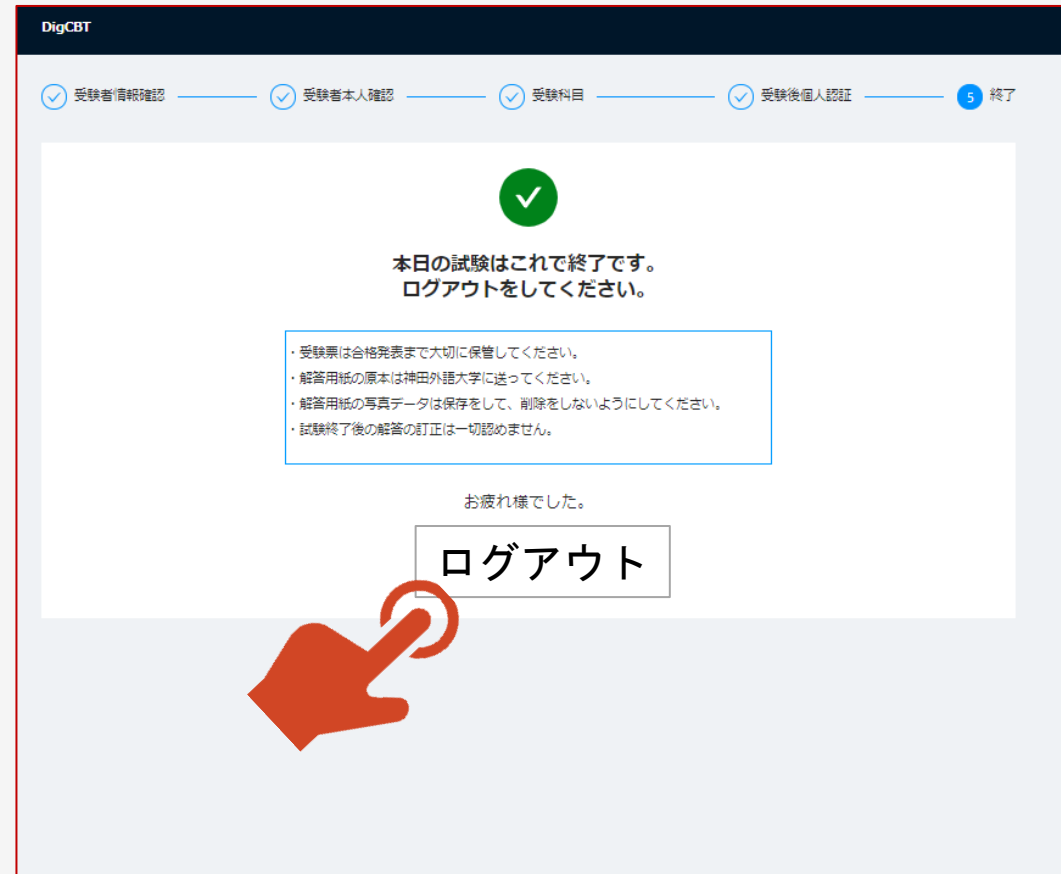 DigCBT
受験者情報確認 受験者本人確認 受験科目 受験後個人認証 5 終了
本日の試験はこれで終了です。
ログアウトをしてください。
・受験票は合格発表まで大切に保管してください。
・解答用紙の原本は神田外語大学に送ってください。
・解答用紙の写真データは保存をして、削除をしないようにしてください。
・試験終了後の解答の訂正は一切認めません。
お疲れ様でした。
ログアウト